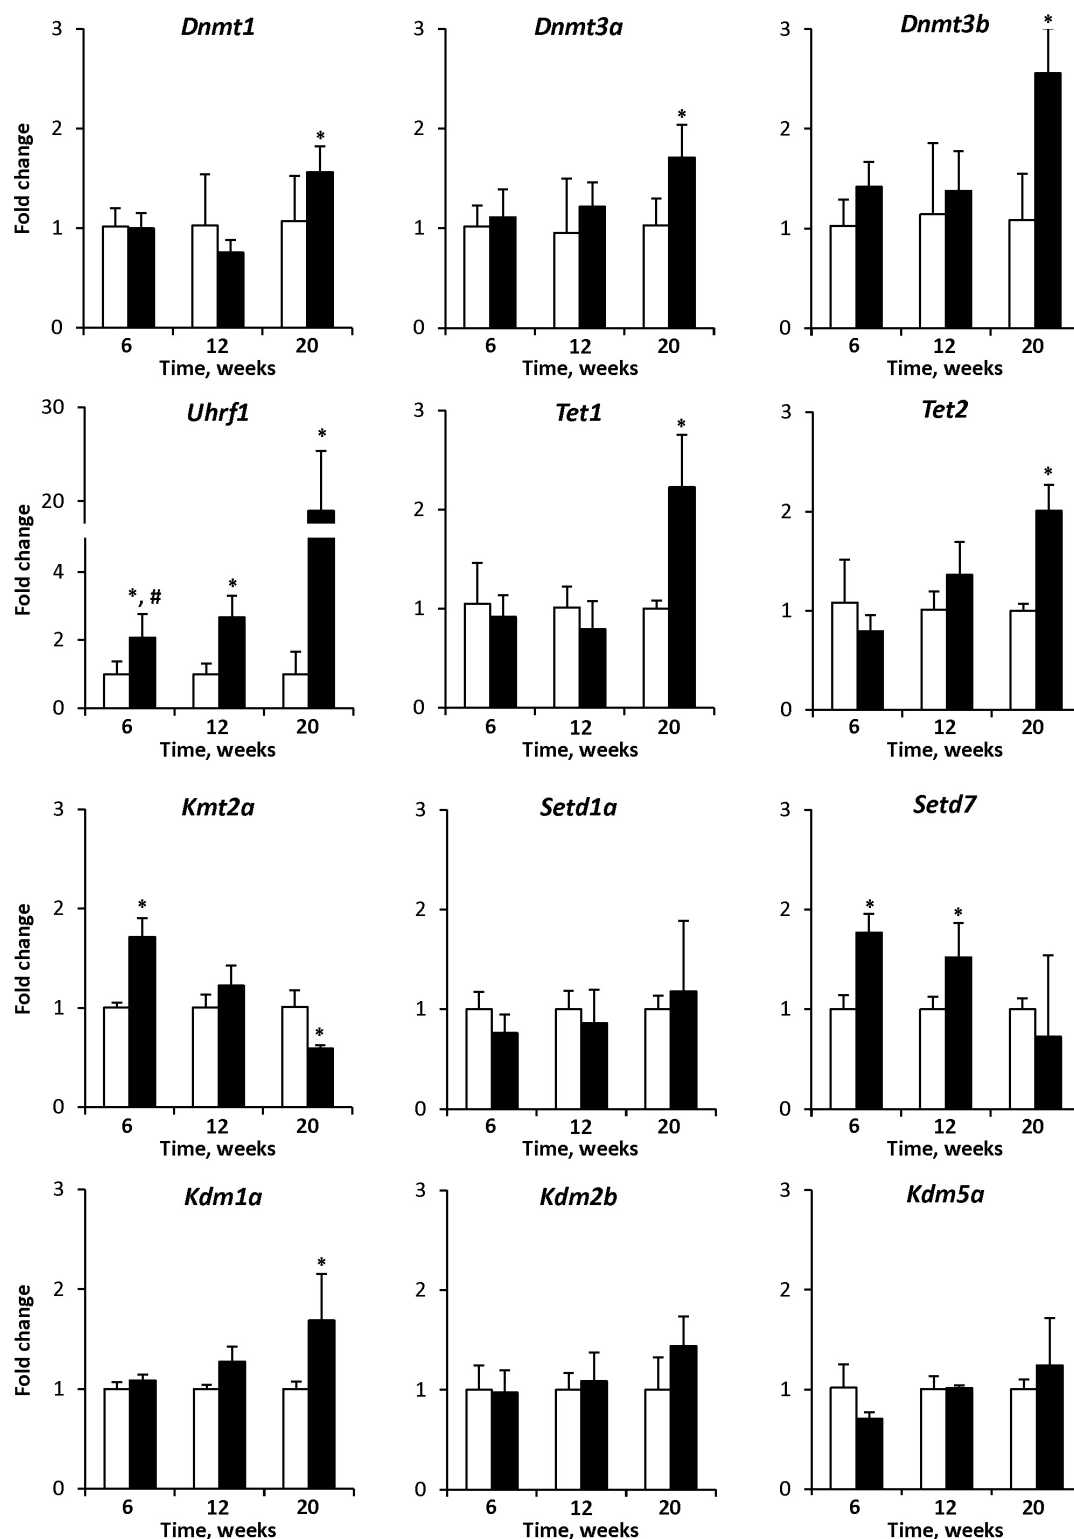 Dnmt1
3
2
*
1
0
Fold change
6 12 20
Time, weeks
Dnmt3a
3
2
*
1
0
6 12 20
Time, weeks
Dnmt3b
*
3
2
1
0
6 12 20
Time, weeks
Uhrf1
30
*
20
4
*, # *
2
0
Fold change
6 12 20
Time, weeks
Tet1
3
*
2
1
0
6 12 20
Time, weeks
Tet2
3
*
2
1
0
6 12 20
Time, weeks
Kmt2a
3
2
*
1
*
0
Fold change
6 12 20
Time, weeks
Setd1a
3
2
1
0
6 12 20
Time, weeks
Setd7
3
2
* *
1
0
6 12 20
Time, weeks
Kdm1a
3
*
2
1
0
Fold change
6 12 20
Time, weeks
Kdm2b
3
2
1
0
6 12 20
Time, weeks
Kdm5a
3
2
1
0
6 12 20
Time, weeks